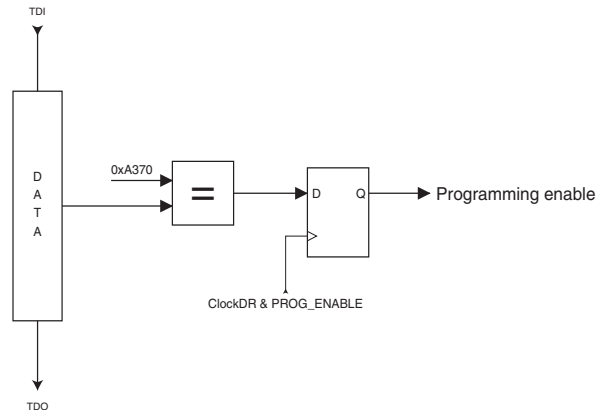 TDI
0xA370
D
A
T
A
=
D Q
Programming enable
ClockDR & PROG_ENABLE
TDO